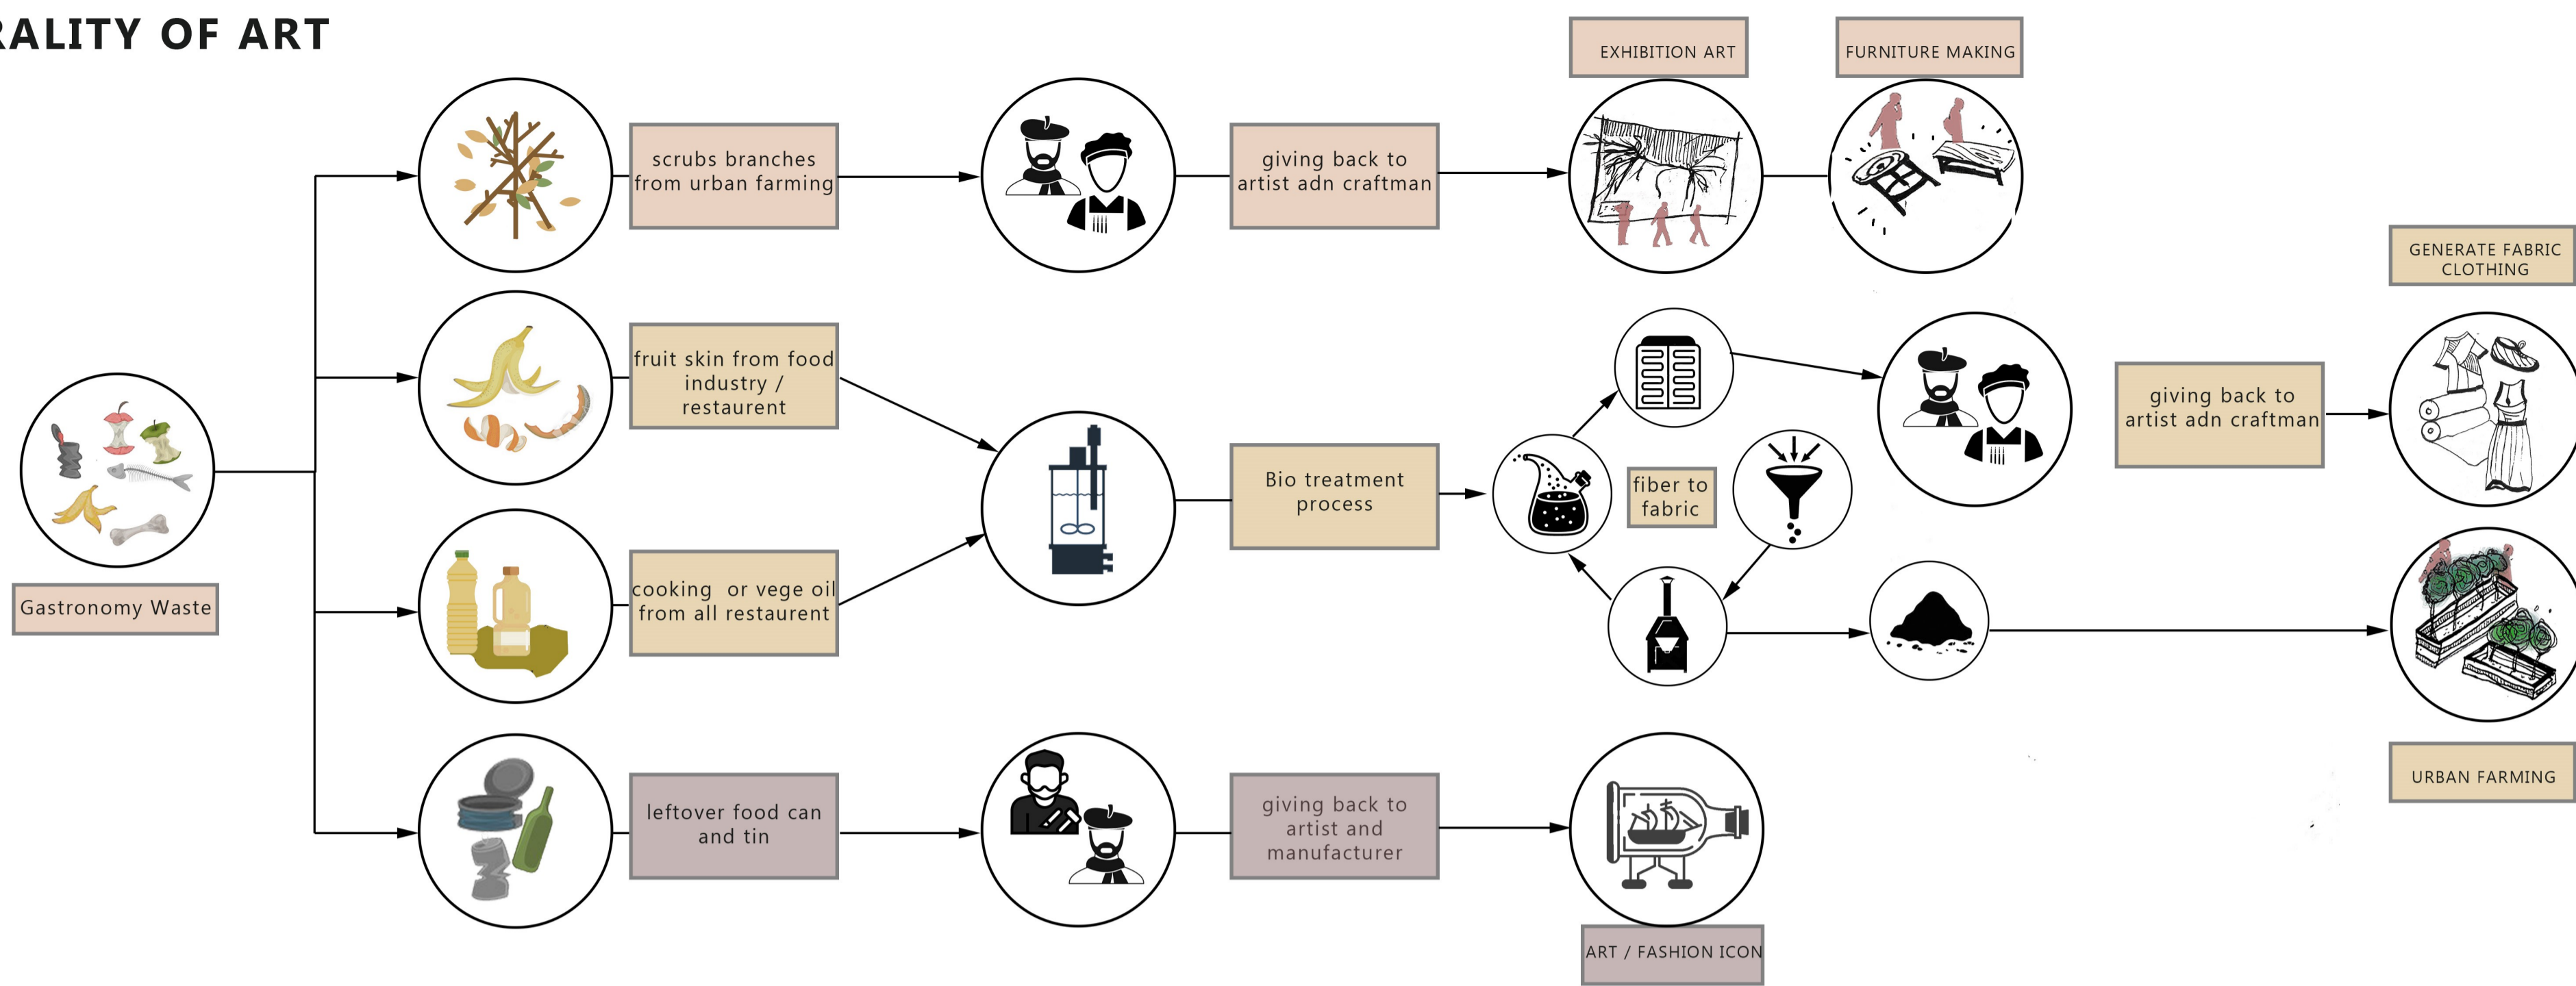 RALITY OF ART
EXHIBITION ART
FURNITURE MAKING
scrubs branches
from urban farming
giving back to
artist adn craftman
GENERATE FABRIC
CLOTHING
fruit skin from food
industry /
restaurent
giving back to
artist adn craftman
Bio treatment
process
fiber to
fabric
Gastronomy Waste
cooking or vege oil
from all restaurent
URBAN FARMING
leftover food can
and tin
giving back to
artist and
manufacturer
ART / FASHION ICON